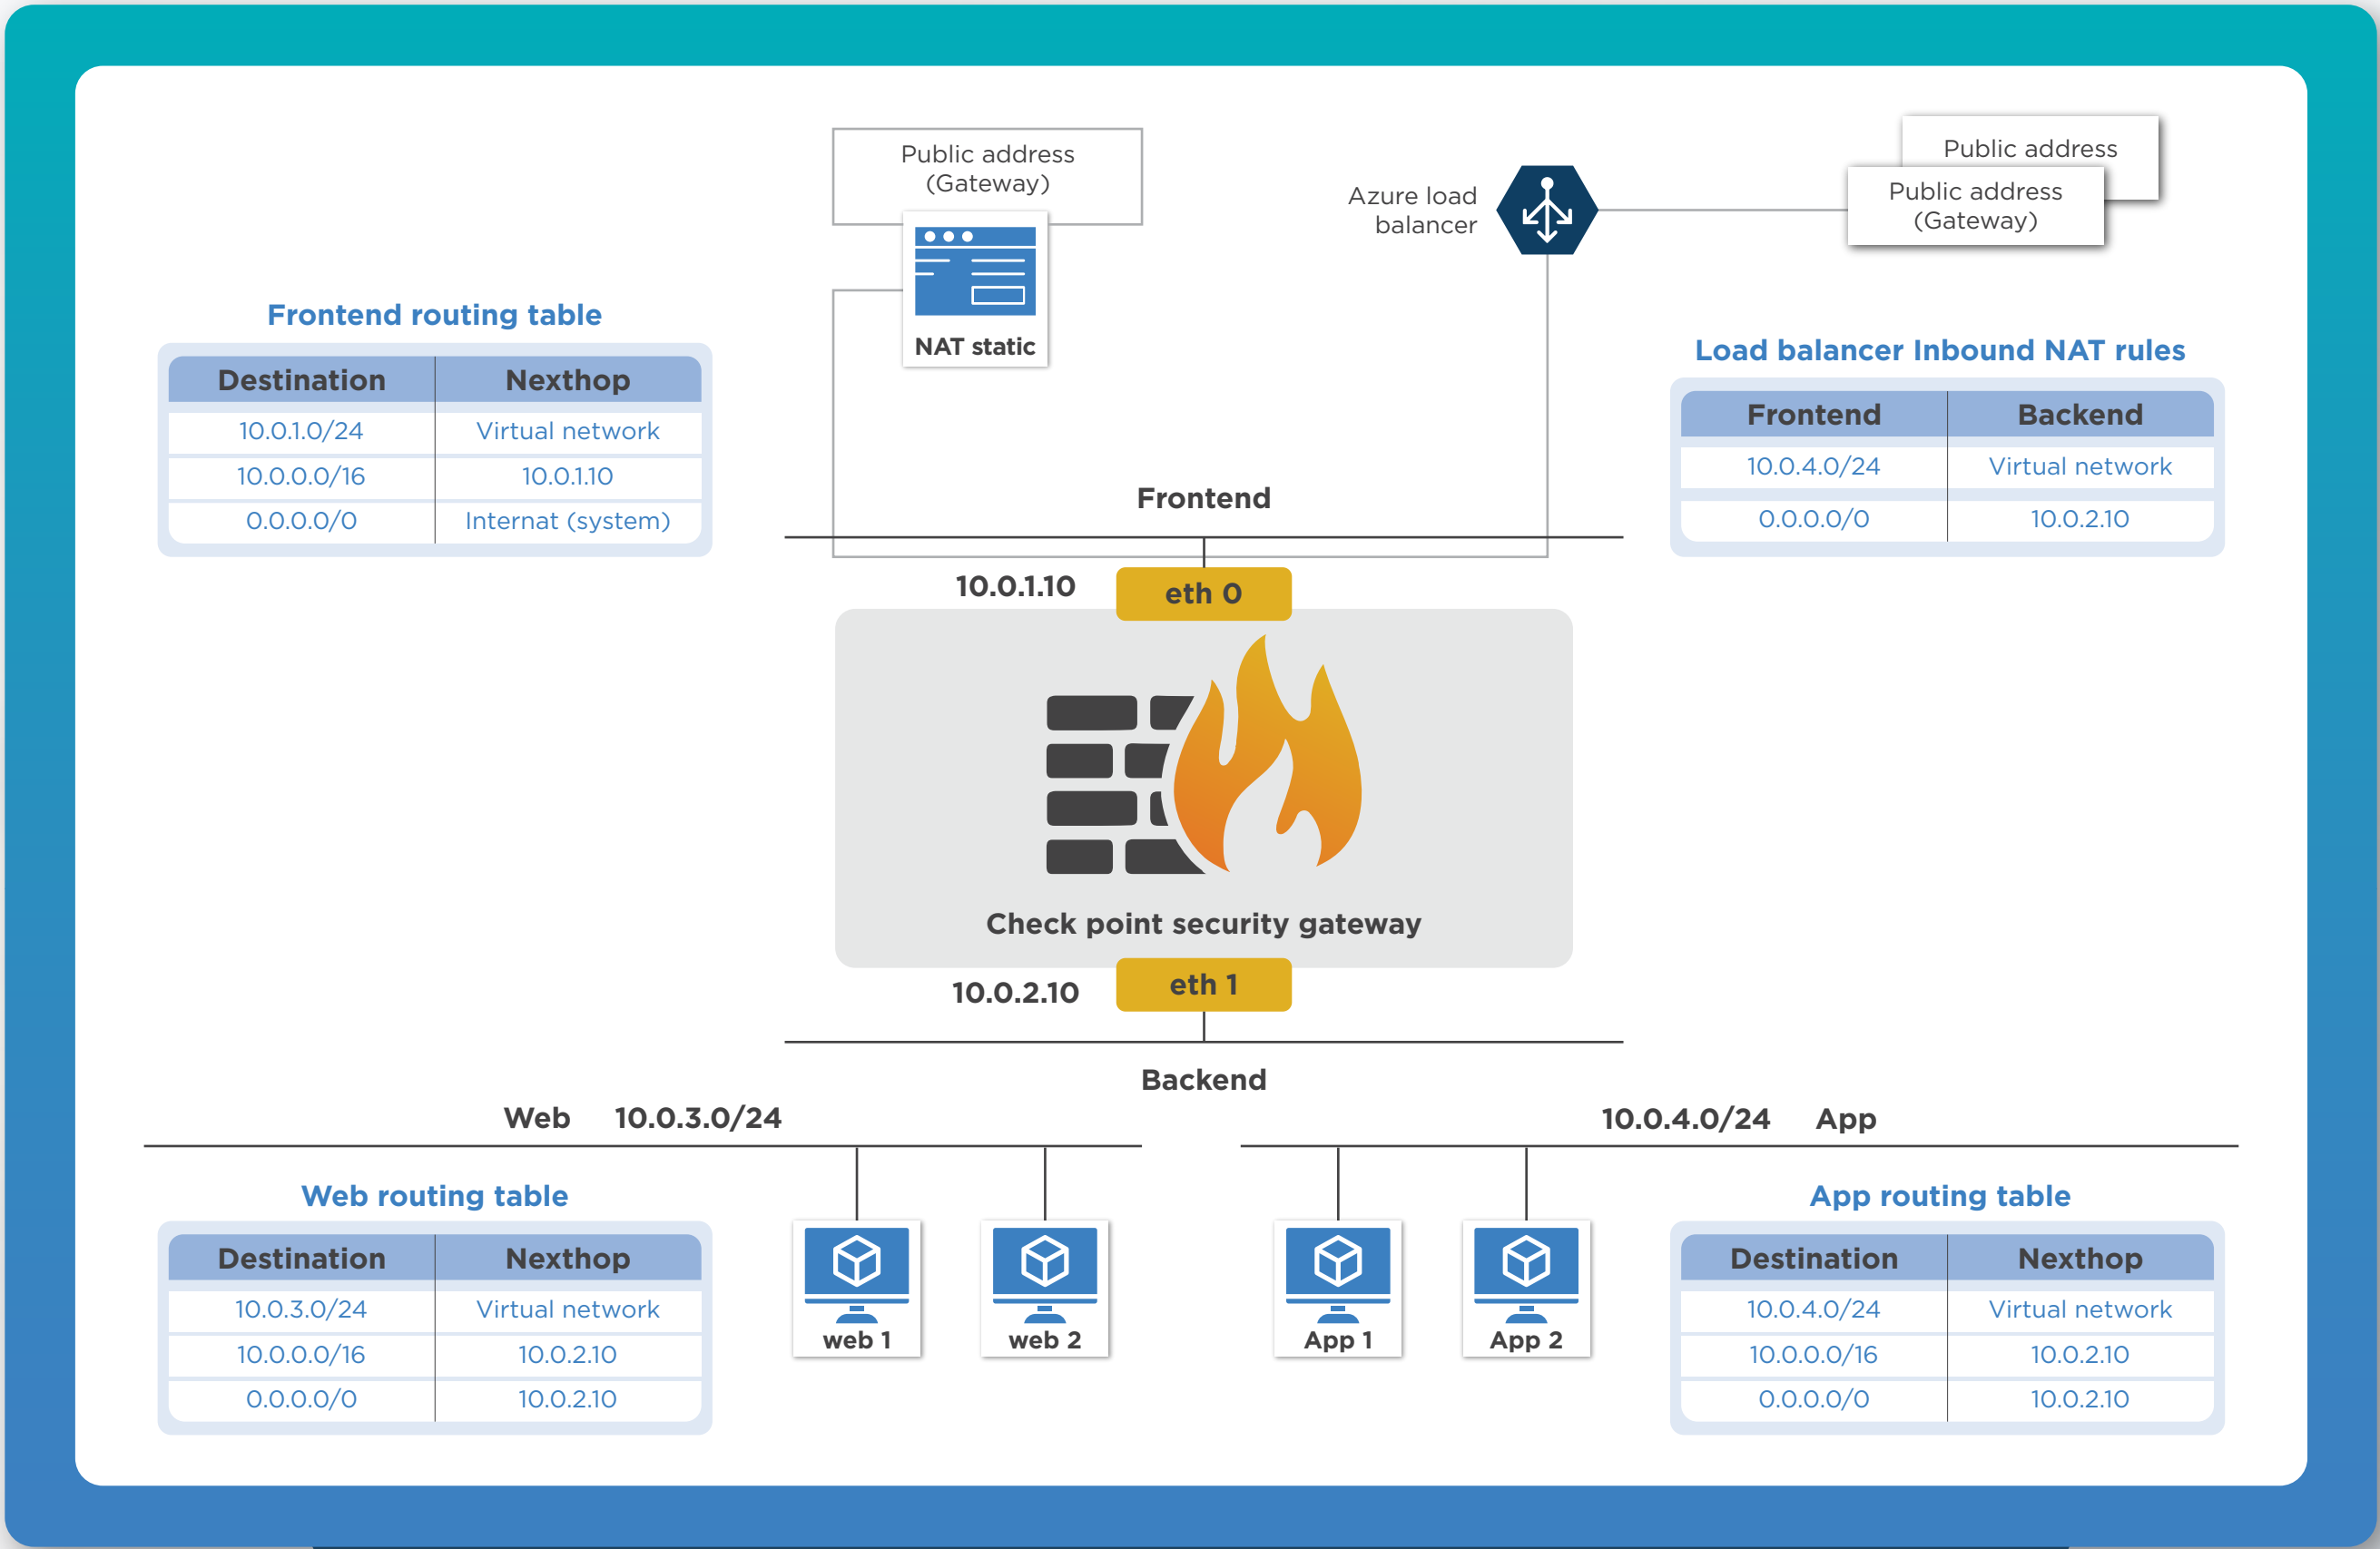 Public address
(Gateway)
NAT static
Azure load
balancer
Public address
Public address
(Gateway)
Frontend routing table
Destination Nexthop
10.0.1.0/24 Virtual network
10.0.0.0/16 10.0.1.10
0.0.0.0/0 Internat (system)
Load balancer Inbound NAT rules
Frontend Backend
10.0.4.0/24 Virtual network
0.0.0.0/0 10.0.2.10
Frontend
10.0.1.10 eth 0
Check point security gateway
10.0.2.10 eth 1
Backend
Web 10.0.3.0/24
10.0.4.0/24 App
Web routing table
Destination Nexthop
10.0.3.0/24 Virtual network
10.0.0.0/16 10.0.2.10
0.0.0.0/0 10.0.2.10
web 1
web 2
App 1
App 2
App routing table
Destination Nexthop
10.0.4.0/24 Virtual network
10.0.0.0/16 10.0.2.10
0.0.0.0/0 10.0.2.10